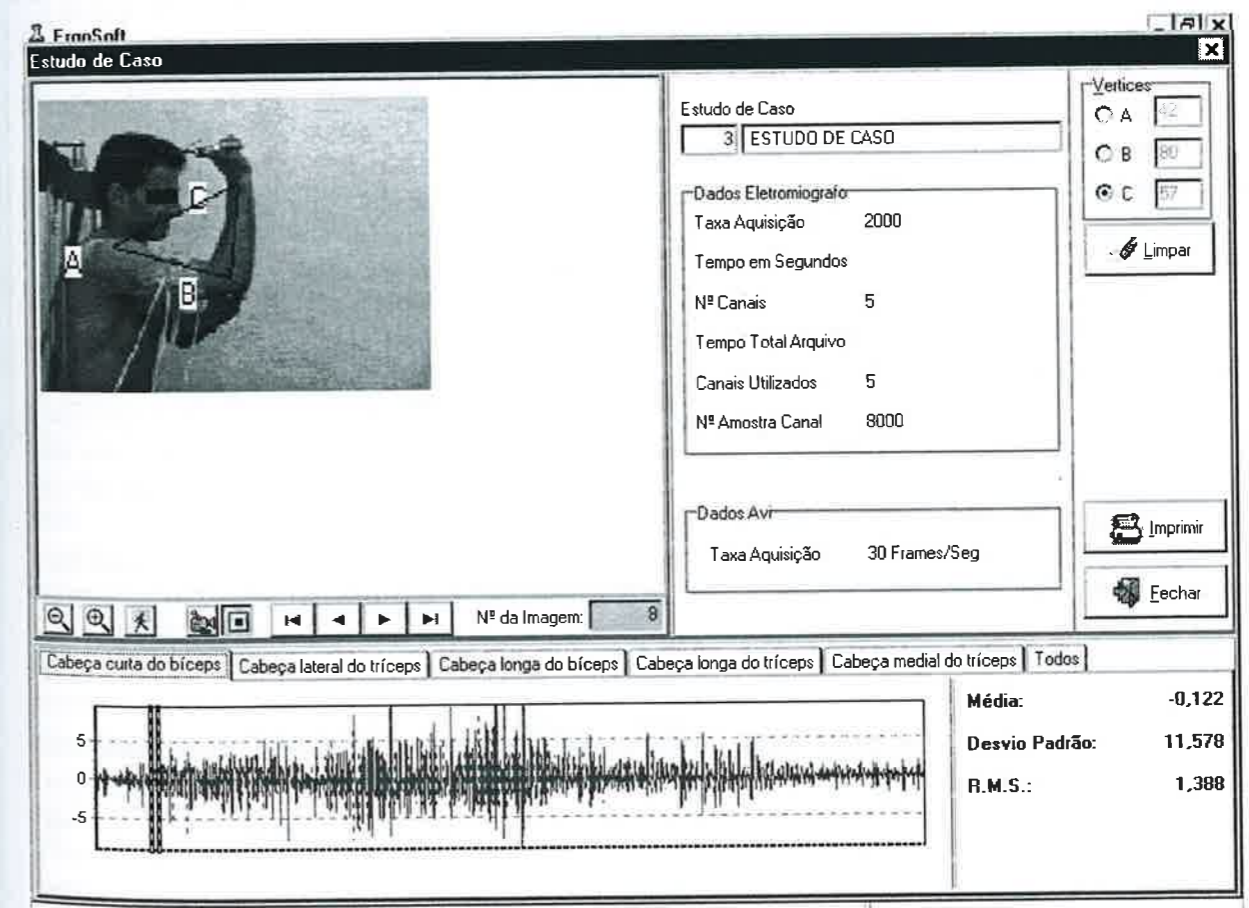 ErgoSoft
Estudo de Caso
A
B
C
Estudo de Caso
3 ESTUDO DE CASO
Dados Eletromiografo
Taxa Aquisição 2000
Tempo em Segundos
Nº Canais 5
Tempo Total Arquivo
Canais Utilizados 5
Nº Amostra Canal 8000
Dados Avi
Taxa Aquisição 30 Frames/Seg
Vertices
A 42
B 80
C 57
Limpar
Imprimir
Fechar
Nº da Imagem: 8
Cabeça curta do bíceps Cabeça lateral do tríceps Cabeça longa do bíceps Cabeça longa do tríceps Cabeça medial do tríceps Todos
5
0
-5
Média: -0,122
Desvio Padrão: 11,578
R.M.S.: 1,388